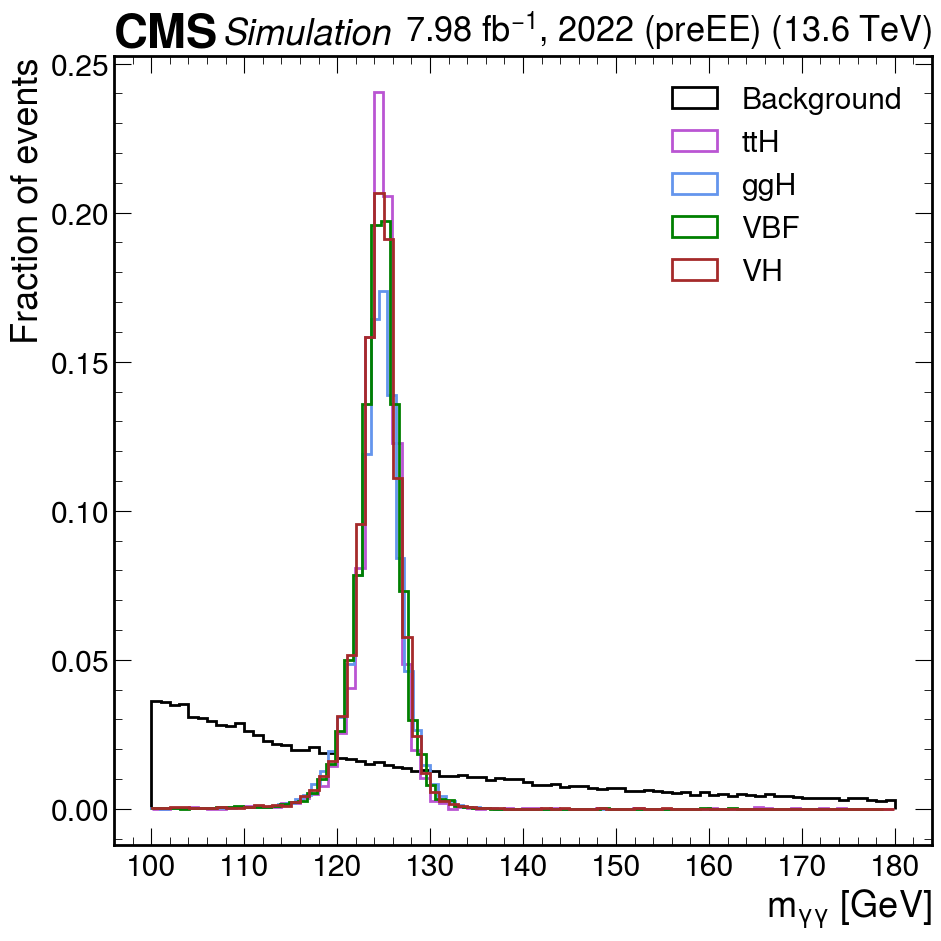 CMS Simulation 7.98 fb⁻¹, 2022 (preEE) (13.6 TeV)
Fraction of events
0.25
0.20
0.15
0.10
0.05
0.00
Background
ttH
ggH
VBF
VH
100 110 120 130 140 150 160 170 180
mγγ [GeV]